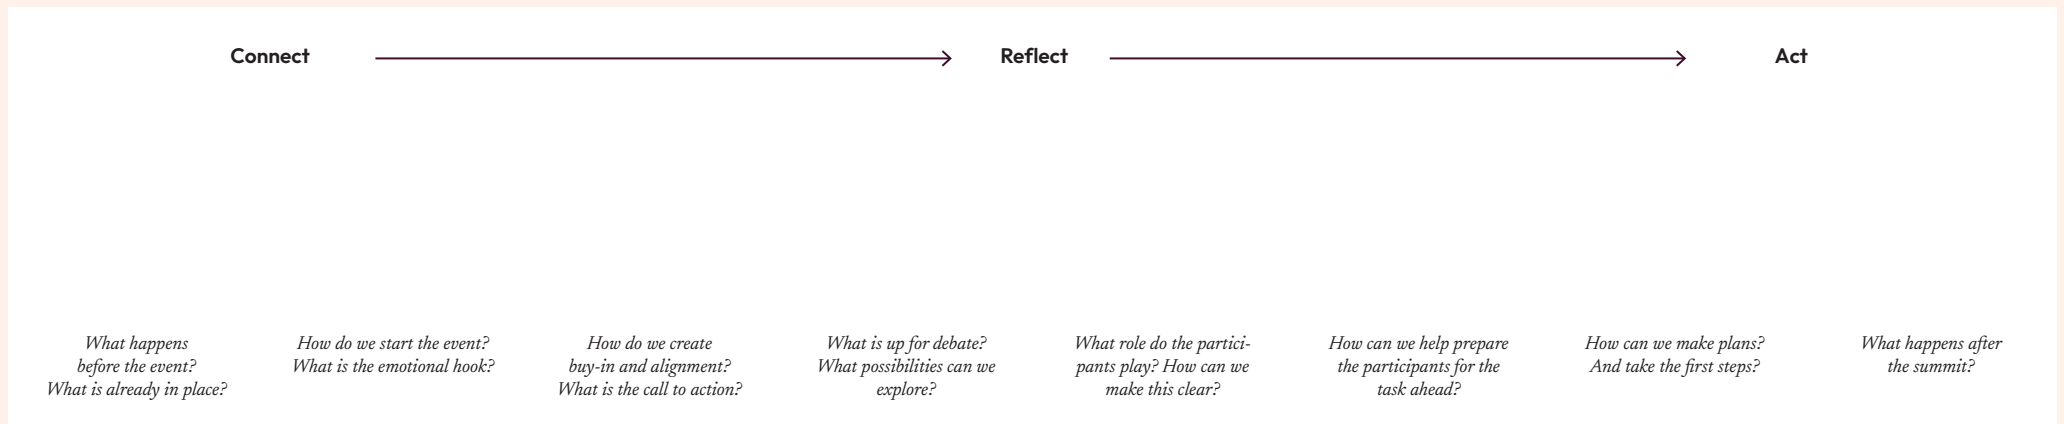 Connect
Reflect
Act
What happens
before the event?
What is already in place?
How do we start the event?
What is the emotional hook?
How do we create
buy-in and alignment?
What is the call to action?
What is up for debate?
What possibilities can we
explore?
What role do the partici-
pants play? How can we
make this clear?
How can we help prepare
the participants for the
task ahead?
How can we make plans?
And take the first steps?
What happens after
the summit?